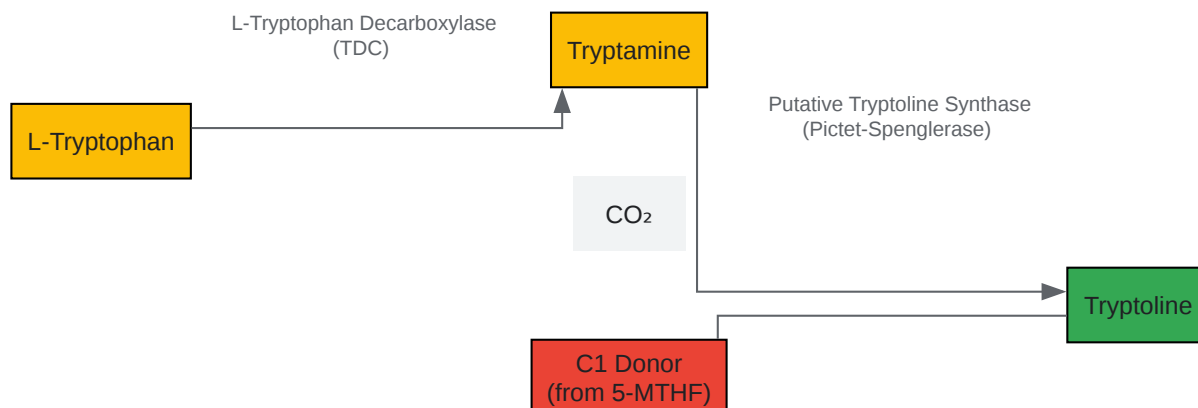 L-Tryptophan Decarboxylase
(TDC)
Tryptamine
Putative Tryptoline Synthase
(Pictet-Spenglerase)
L-Tryptophan
CO₂
Tryptoline
C1 Donor
(from 5-MTHF)